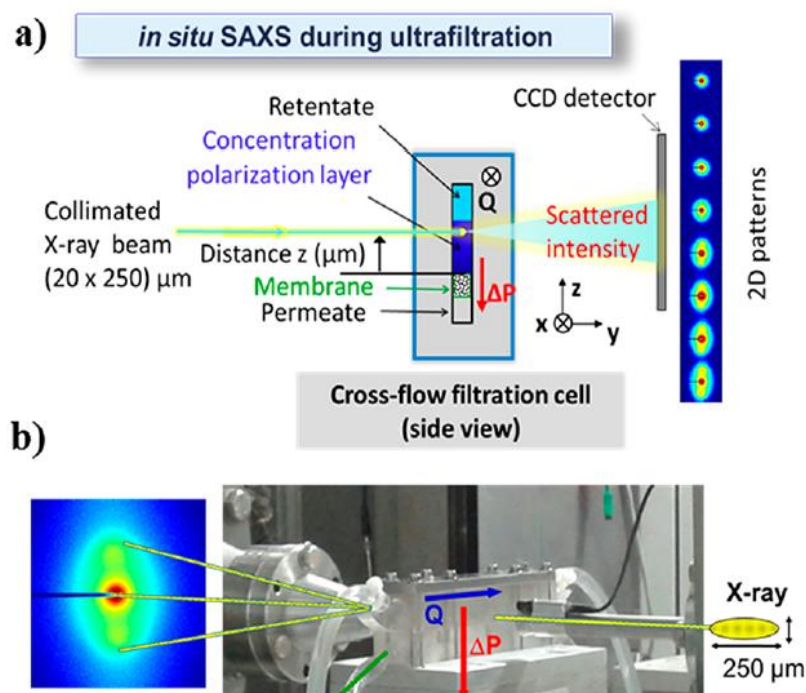 a)
in situ SAXS during ultrafiltration
CCD detector
Retentate
Concentration
polarization layer
Q
Collimated
X-ray beam
(20 x 250) µm
Distance z (µm)
Scattered
intensity
Membrane
ΔP
Permeate
z
x
y
2D patterns
Cross-flow filtration cell
(side view)
b)
Q
ΔP
X-ray
250 µm